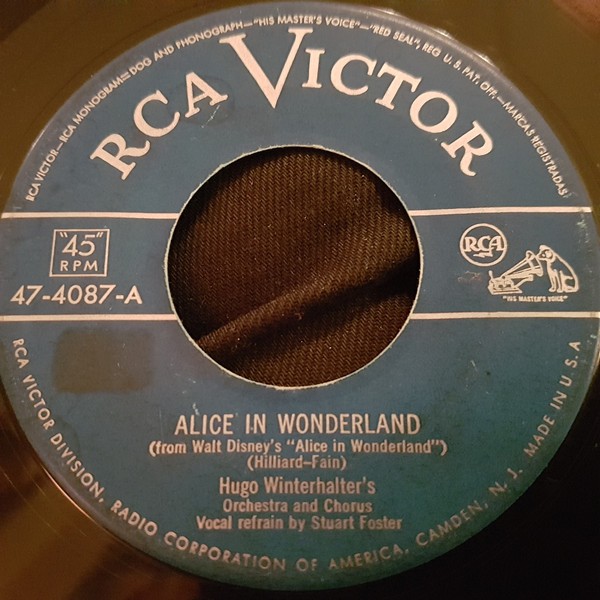 RCA VICTOR—RCA MONOGRAM—DOG AND PHONOGRAPH—"HIS MASTER'S VOICE"—"RED SEAL", REG U. S. PAT. OFF.—MARCAS REGISTRADAS
RCA VICTOR
"45"
RPM
47-4087-A
RCA
"HIS MASTER'S VOICE"
ALICE IN WONDERLAND
(from Walt Disney's "Alice in Wonderland")
(Hilliard–Fain)
Hugo Winterhalter's
Orchestra and Chorus
Vocal refrain by Stuart Foster
RCA VICTOR DIVISION, RADIO CORPORATION OF AMERICA, CAMDEN, N. J. MADE IN U.S.A